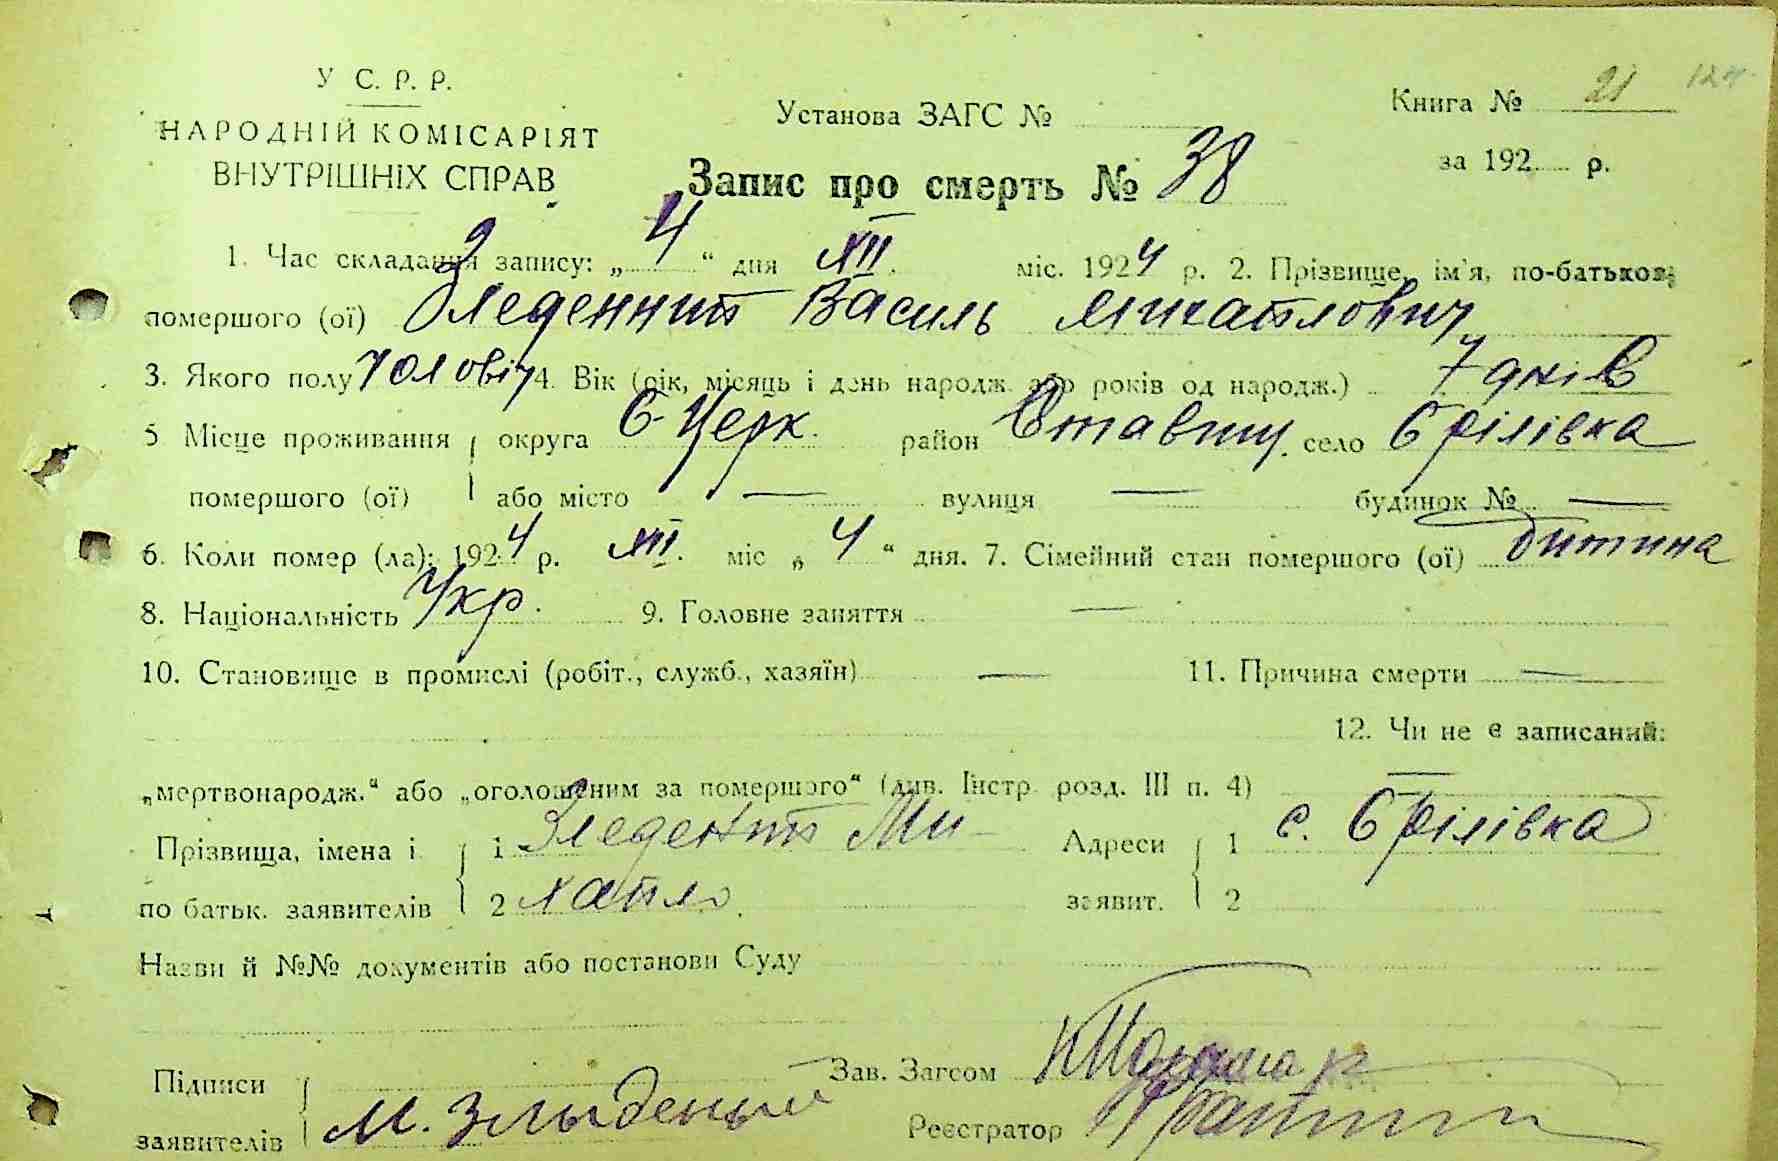 У С. Р. Р.
НАРОДНІЙ КОМІСАРІЯТ
ВНУТРІШНІХ СПРАВ
Установа ЗАГС №
Книга № 21
за 192 р.
Запис про смерть № 38
1. Час складання запису: „4“ дня XII міс. 1924 р. 2. Прізвище, ім'я, по-батькові
помершого (ої) Зледенний Василь Михайлович
3. Якого полу Чоловіч 4. Вік (рік, місяць і день народж. або років од народж.) 7 днів
5 Місце проживання округа Б-Церк. район Ставищ. село Єрілівка
помершого (ої) або місто — вулиця — будинок № —
6. Коли помер (ла): 1924 р. XII. міс „4“ дня. 7. Сімейний стан помершого (ої) Дитина
8. Національність Укр. 9. Головне заняття —
10. Становище в промислі (робіт., служб., хазяїн) — 11. Причина смерти —
12. Чи не є записаний:
„мертвонародж.“ або „оголошеним за помершого“ (див. Інстр. розд. III п. 4) —
Прізвища, імена і 1 Зледений Ми- Адреси 1 с. Єрілівка
по батьк. заявителів 2 хайло. заявит. 2
Назви й №№ документів або постанови Суду
Підписи Зав. Загсом
заявителів М. Реєстратор